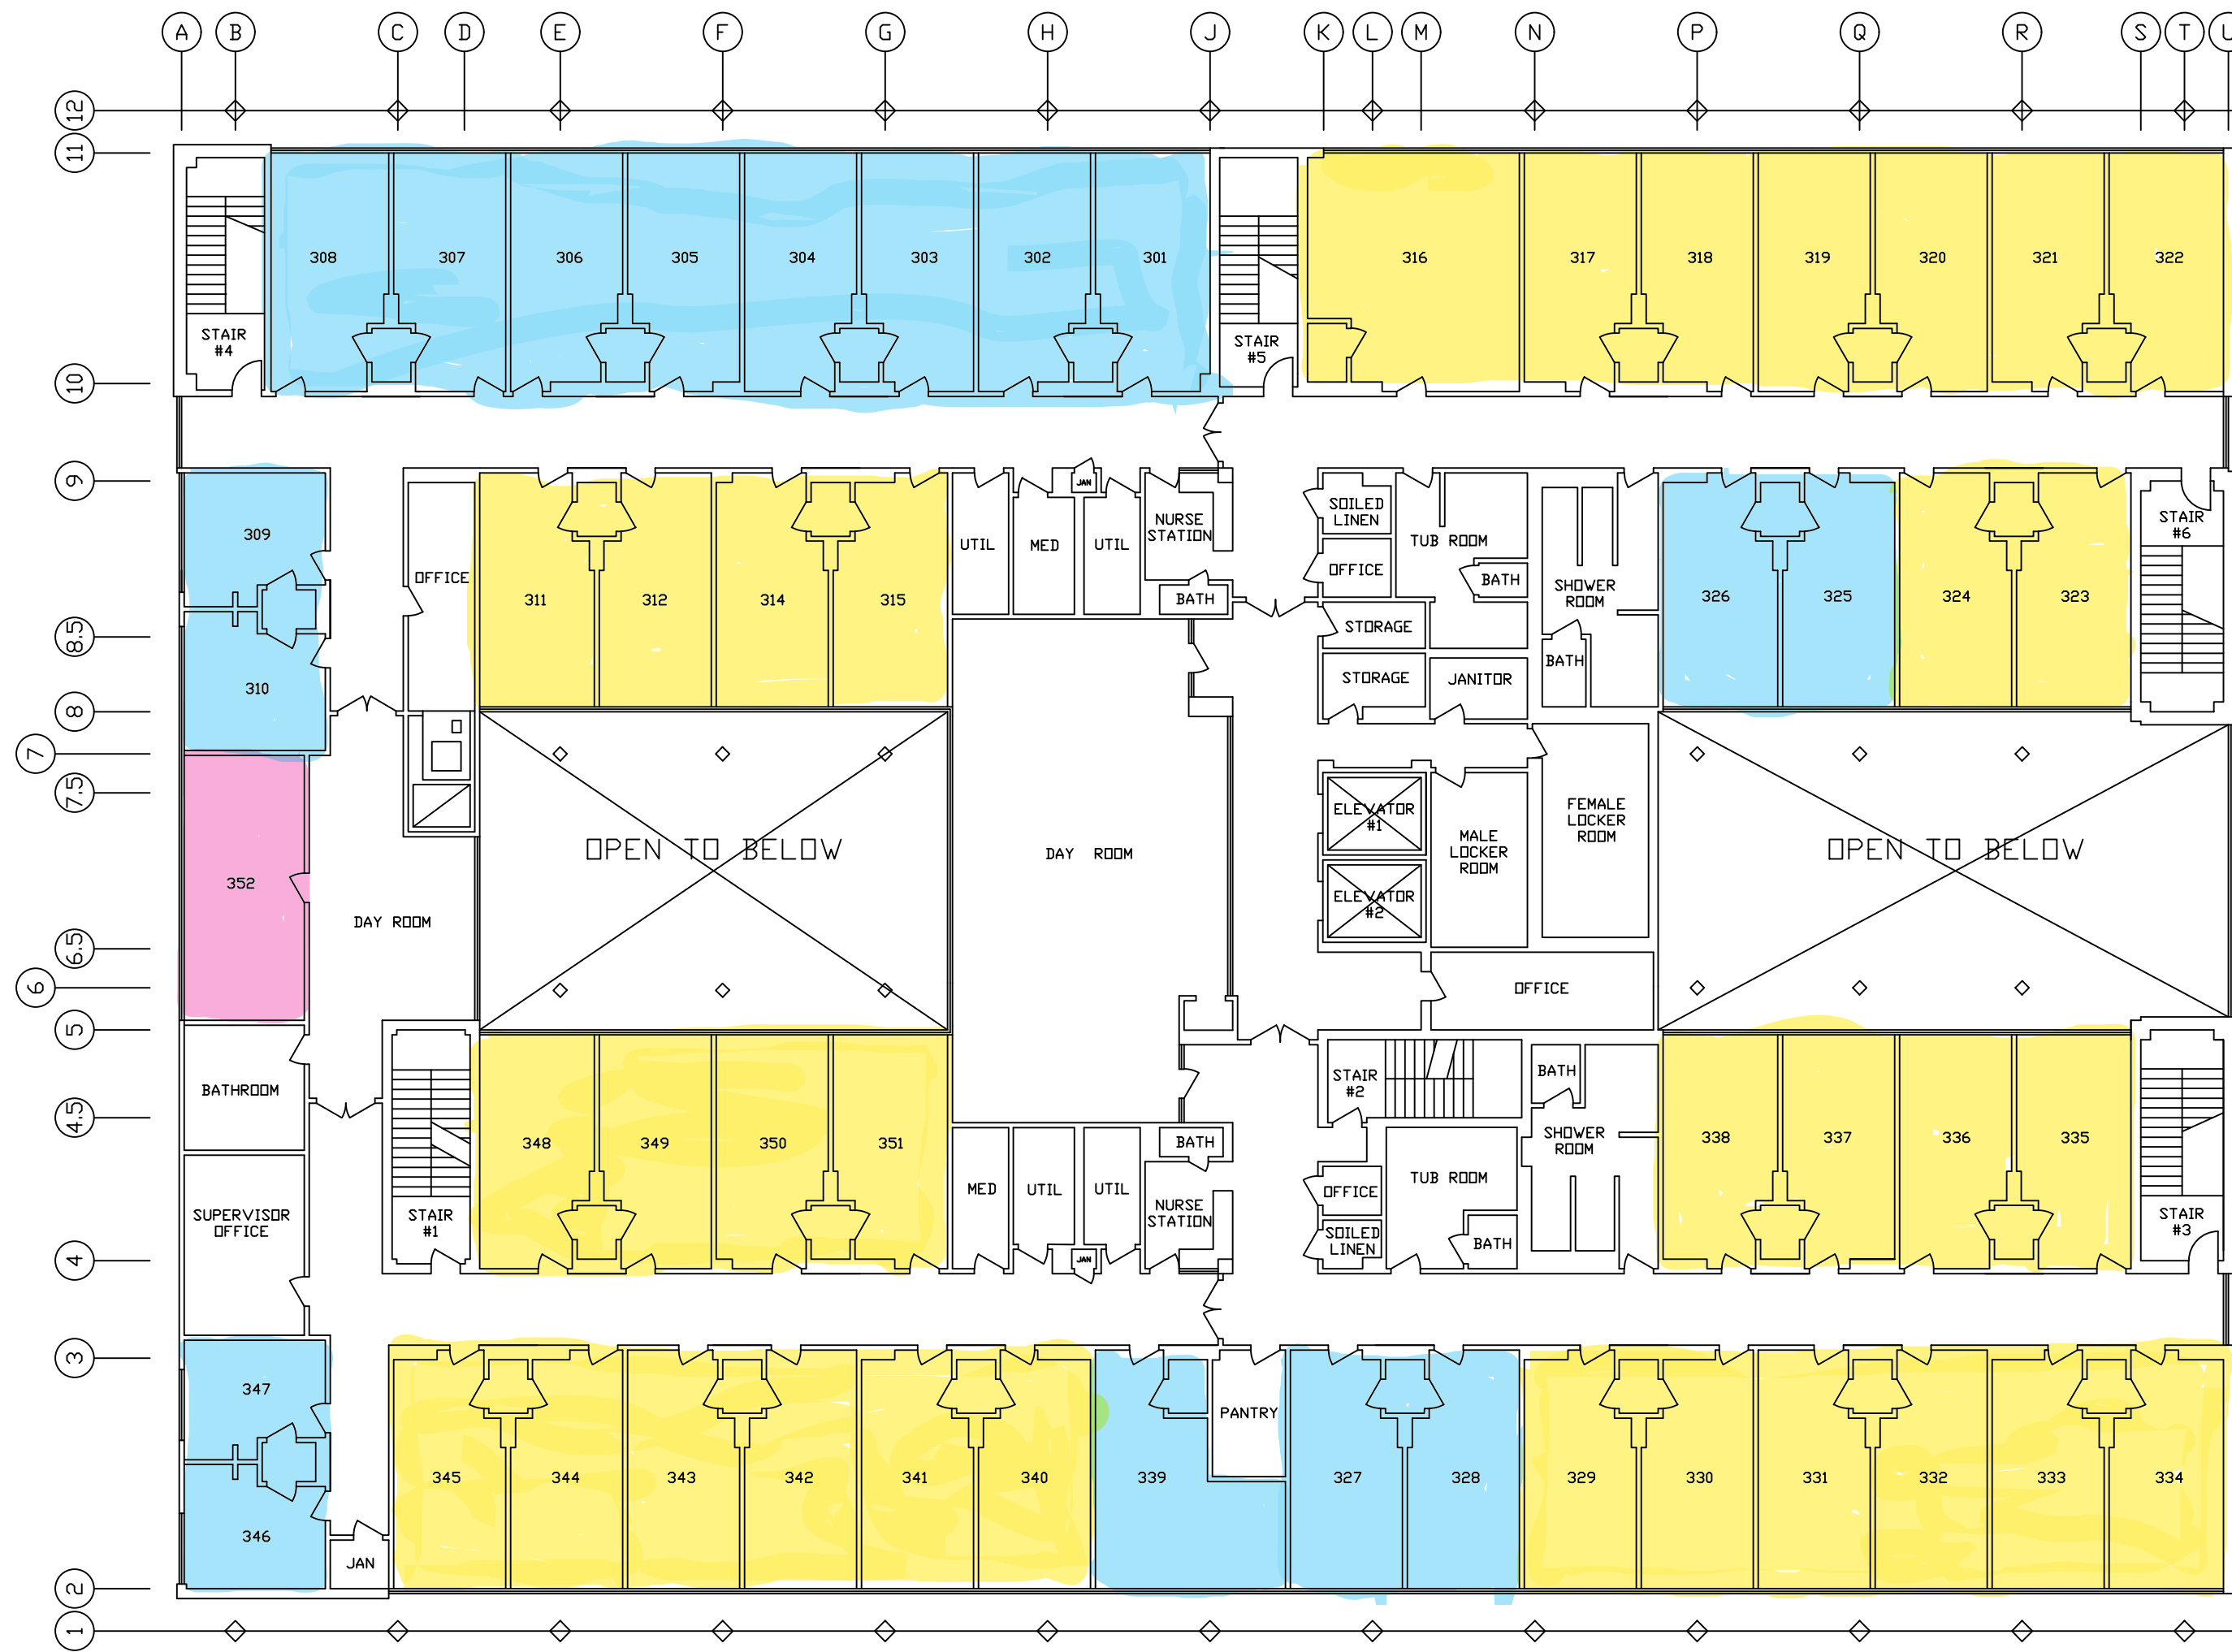 A B C D E F G H J K L M N P Q R S T U
12
11
308 307 306 305 304 303 302 301
316 317 318 319 320 321 322
STAIR
#4
STAIR
#5
10
9
309
OFFICE
311 312 314 315
UTIL
MED
JAN
UTIL
NURSE
STATION
BATH
SOILED
LINEN
OFFICE
TUB ROOM
BATH
SHOWER
ROOM
BATH
326 325 324 323
STAIR
#6
8.5
STORAGE
310
STORAGE
JANITOR
8
7
7.5
352
DAY ROOM
OPEN TO BELOW
DAY ROOM
ELEVATOR
#1
ELEVATOR
#2
MALE
LOCKER
ROOM
FEMALE
LOCKER
ROOM
OPEN TO BELOW
6.5
6
OFFICE
5
BATHROOM
4.5
348 349 350 351
STAIR
#1
SUPERVISOR
OFFICE
MED
UTIL
JAN
UTIL
BATH
NURSE
STATION
STAIR
#2
OFFICE
SOILED
LINEN
TUB ROOM
BATH
BATH
SHOWER
ROOM
338 337 336 335
STAIR
#3
4
3
347
PANTRY
345 344 343 342 341 340 339 327 328 329 330 331 332 333 334
346
JAN
2
1